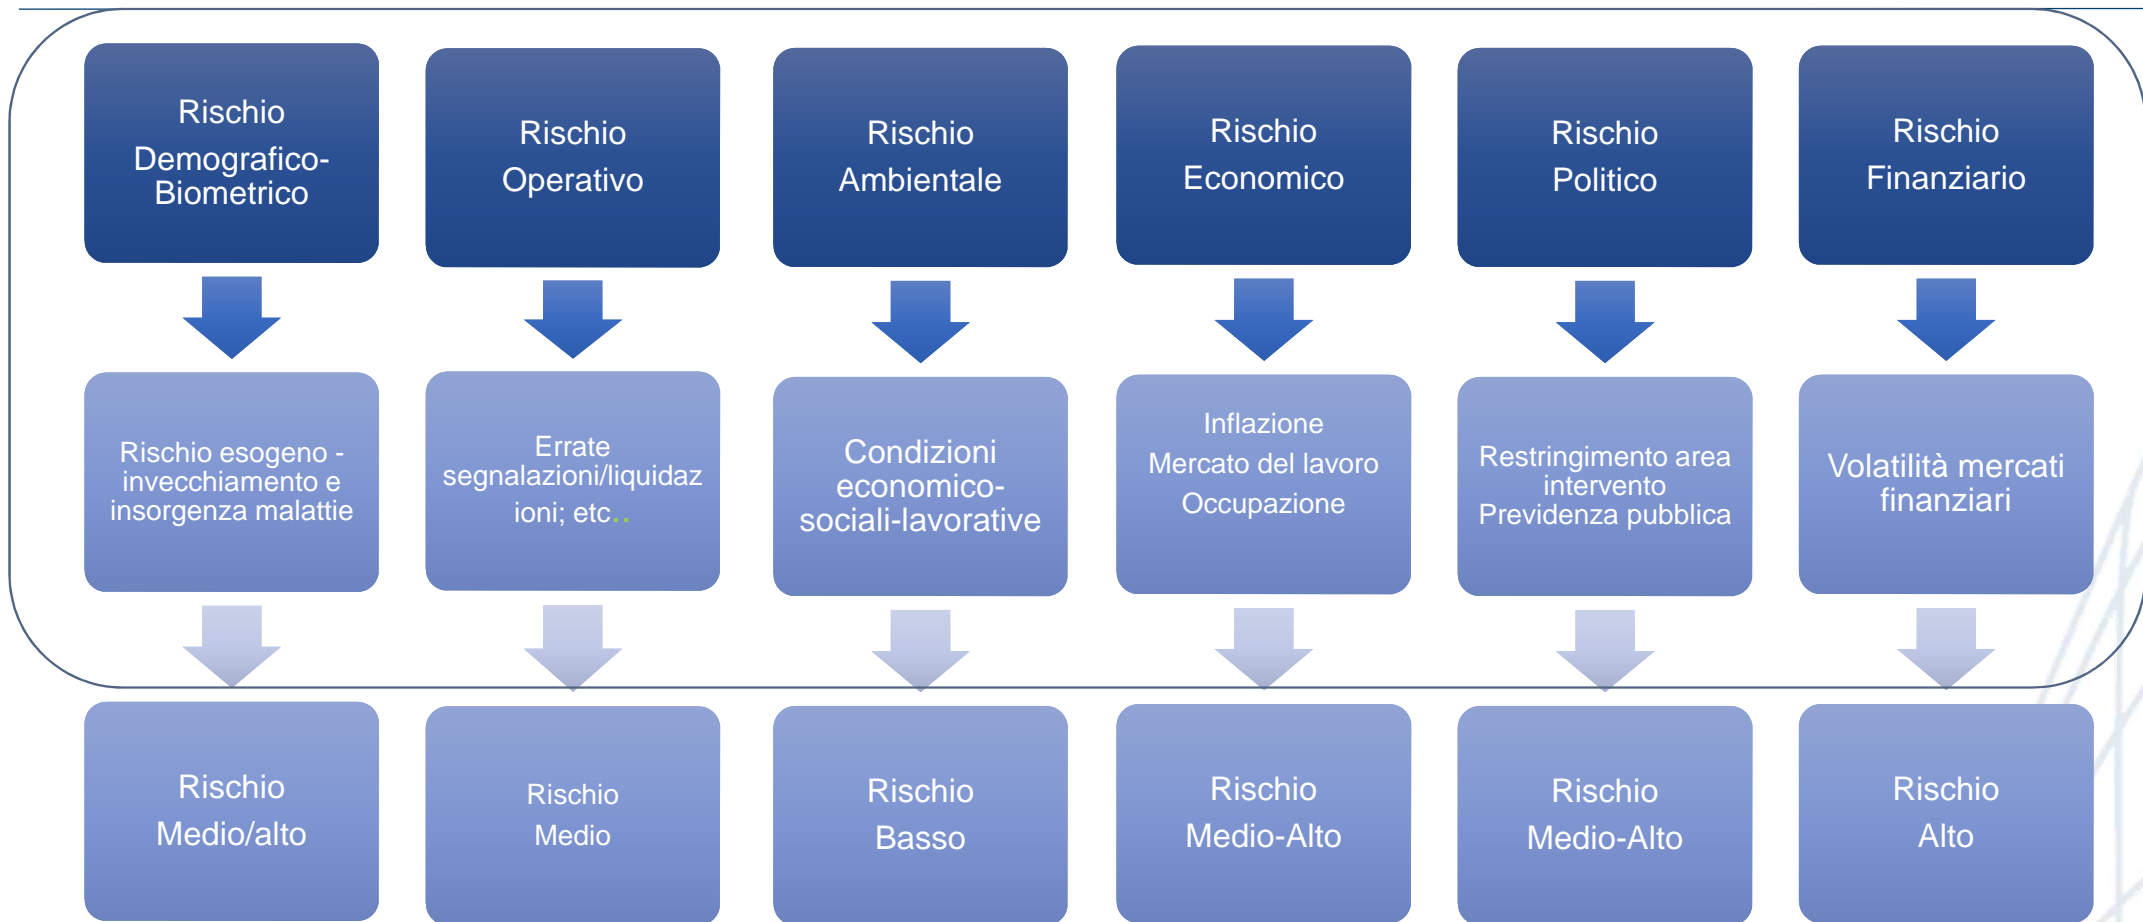 Rischio
Demografico-
Biometrico
Rischio
Operativo
Rischio
Ambientale
Rischio
Economico
Rischio
Politico
Rischio
Finanziario
Rischio esogeno -
invecchiamento e
insorgenza malattie
Errate
segnalazioni/liquidaz
ioni; etc..
Condizioni
economico-
sociali-lavorative
Inflazione
Mercato del lavoro
Occupazione
Restringimento area
intervento
Previdenza pubblica
Volatilità mercati
finanziari
Rischio
Medio/alto
Rischio
Medio
Rischio
Basso
Rischio
Medio-Alto
Rischio
Medio-Alto
Rischio
Alto